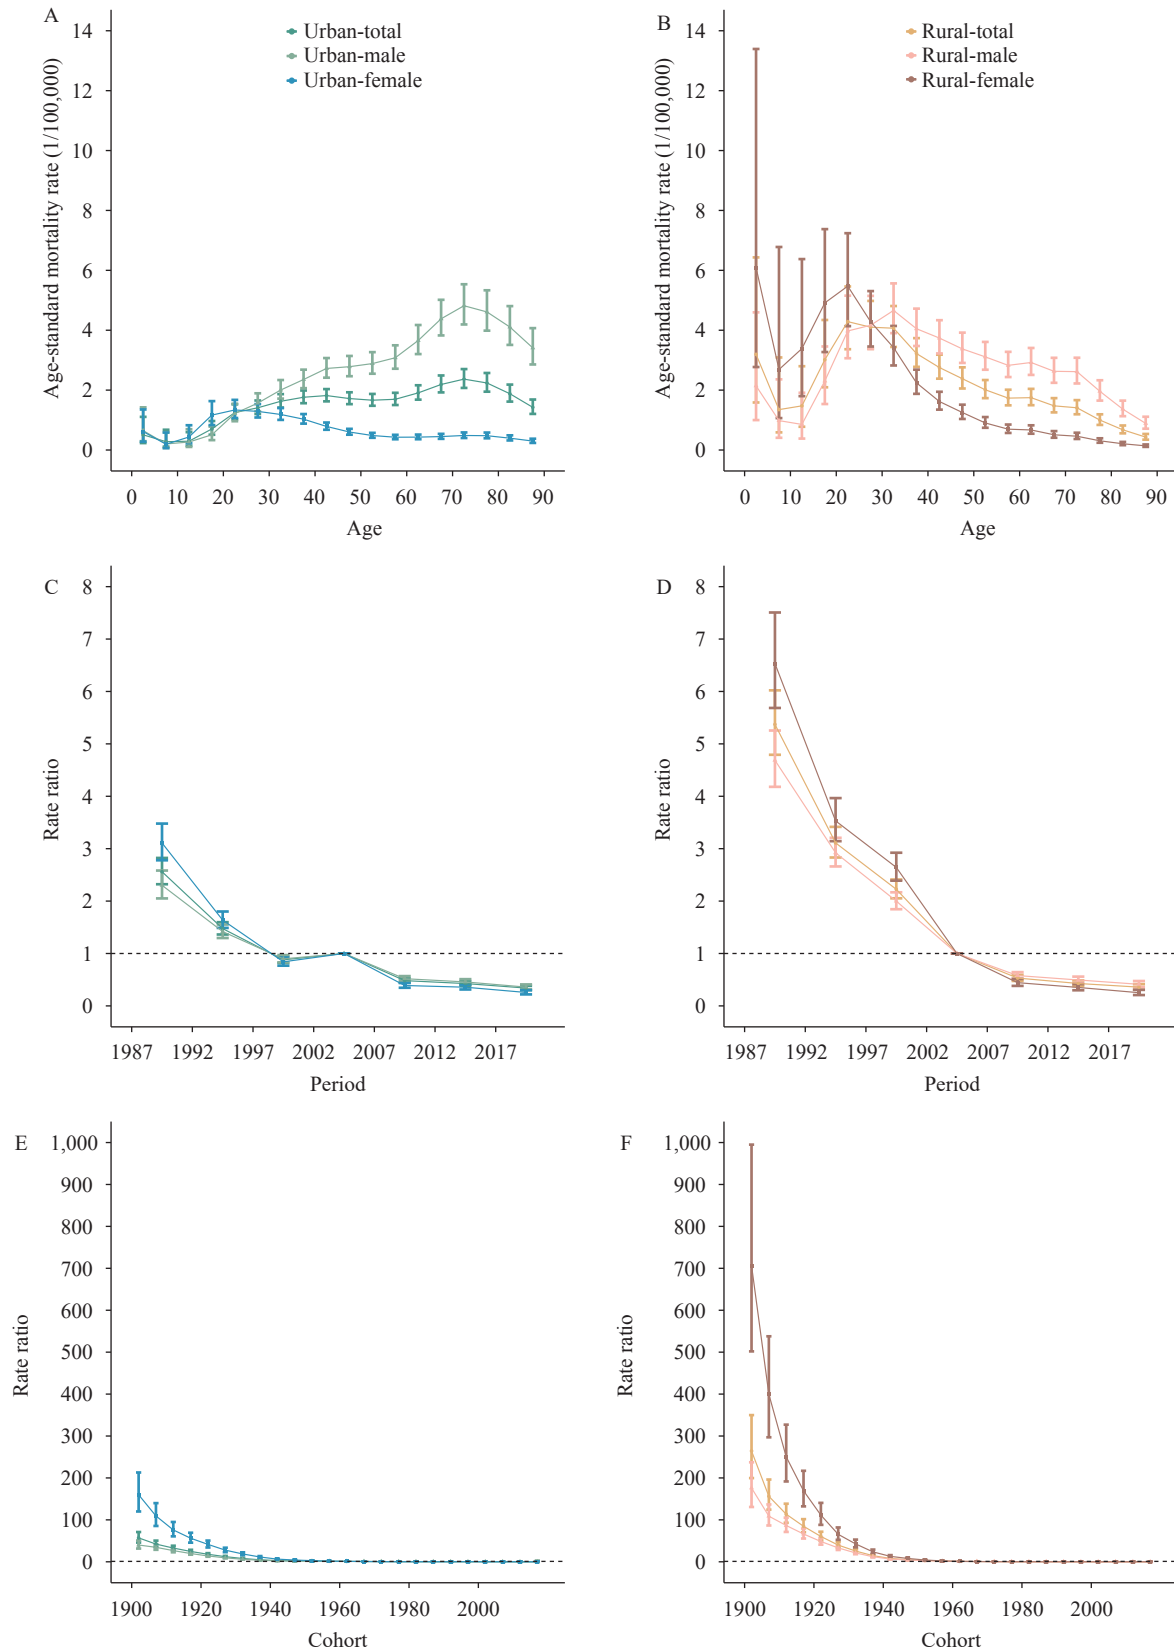 A
Urban-total
Urban-male
Urban-female
Age-standard mortality rate (1/100,000)
14
12
10
8
6
4
2
0
0 10 20 30 40 50 60 70 80 90
Age
B
Rural-total
Rural-male
Rural-female
Age-standard mortality rate (1/100,000)
14
12
10
8
6
4
2
0
0 10 20 30 40 50 60 70 80 90
Age
C
Rate ratio
8
7
6
5
4
3
2
1
0
1987 1992 1997 2002 2007 2012 2017
Period
D
Rate ratio
8
7
6
5
4
3
2
1
0
1987 1992 1997 2002 2007 2012 2017
Period
E
Rate ratio
1,000
900
800
700
600
500
400
300
200
100
0
1900 1920 1940 1960 1980 2000
Cohort
F
Rate ratio
1,000
900
800
700
600
500
400
300
200
100
0
1900 1920 1940 1960 1980 2000
Cohort